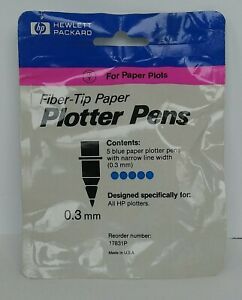 hp
HEWLETT
PACKARD
For Paper Plots
Fiber-Tip Paper
Plotter Pens
Contents:
5 blue paper plotter pens
with narrow line width
(0.3 mm)
Designed specifically for:
All HP plotters.
0.3 mm
Reorder number:
17831P
Made in U.S.A.